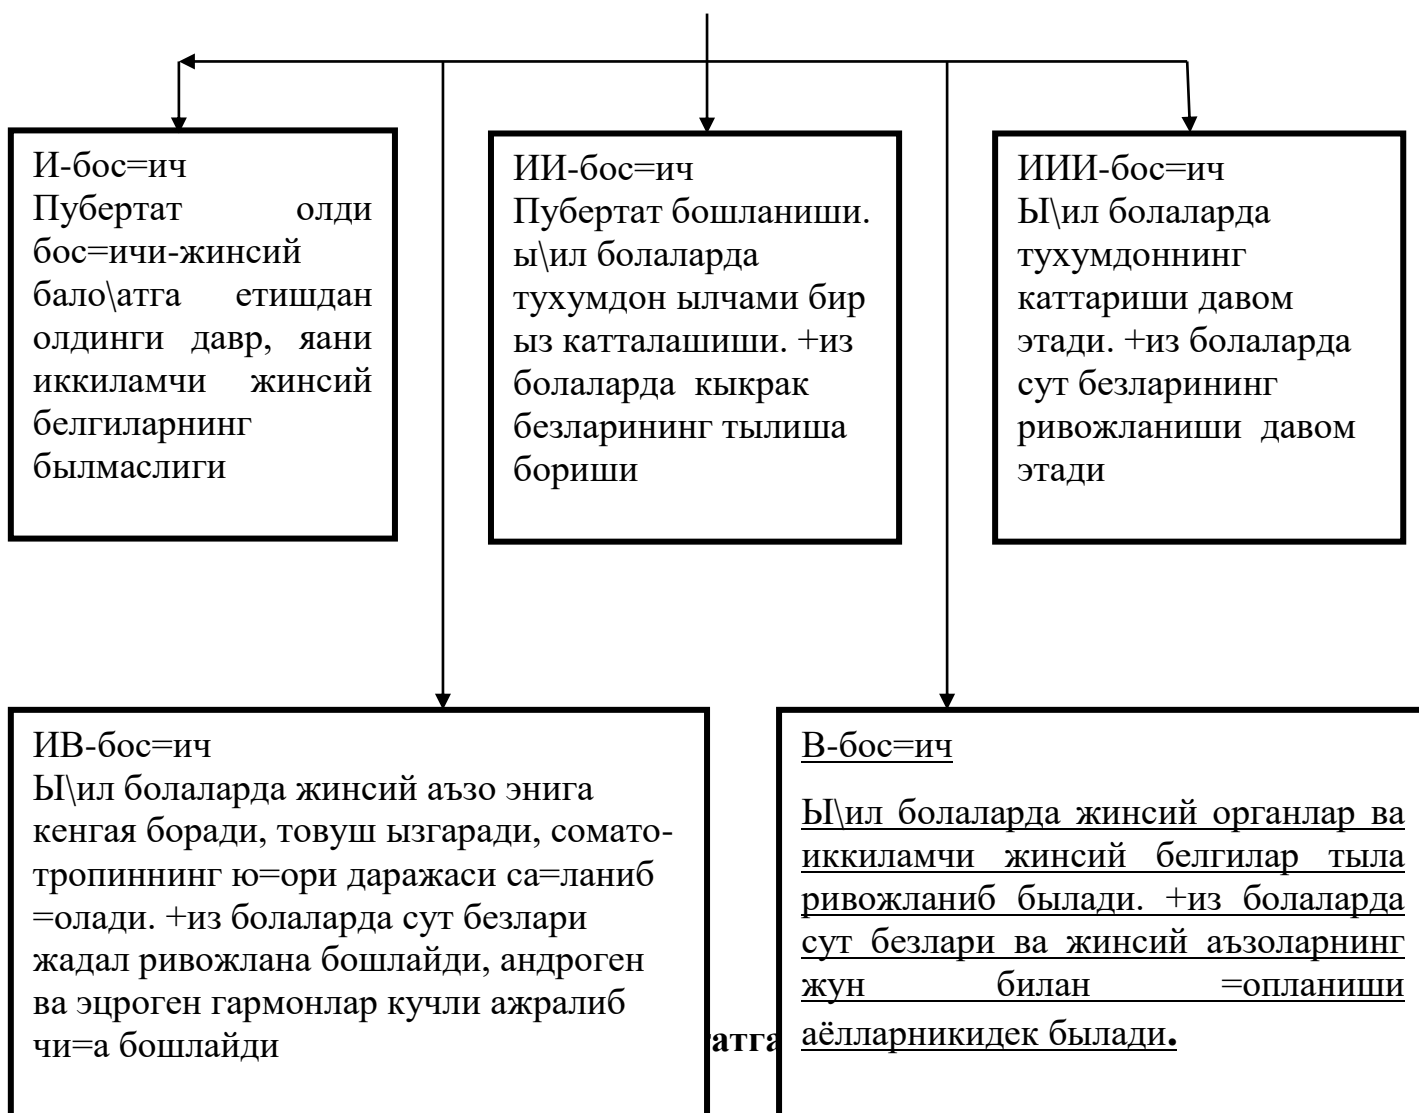 И-бос=ич
Пубертат олди
бос=ичи-жинсий
бало\атга етишдан
олдинги давр, яани
иккиламчи жинсий
белгиларнинг
былмаслиги
ИИ-бос=ич
Пубертат бошланиши.
ы\ил болаларда
тухумдон ылчами бир
ыз катталашиши. +из
болаларда кыкрак
безларининг тылиша
бориши
ИИИ-бос=ич
Ы\ил болаларда
тухумдоннинг
каттариши давом
этади. +из болаларда
сут безларининг
ривожланиши давом
этади
ИВ-бос=ич
Ы\ил болаларда жинсий аъзо энига
кенгая боради, товуш ызгаради, сомато-
тропиннинг ю=ори даражаси са=ланиб
=олади. +из болаларда сут безлари
жадал ривожлана бошлайди, андроген
ва эцроген гармонлар кучли ажралиб
чи=а бошлайди
В-бос=ич
Ы\ил болаларда жинсий органлар ва
иккиламчи жинсий белгилар тыла
ривожланиб былади. +из болаларда
сут безлари ва жинсий аъзоларнинг
жун билан =опланиши
аёлларникидек былади.